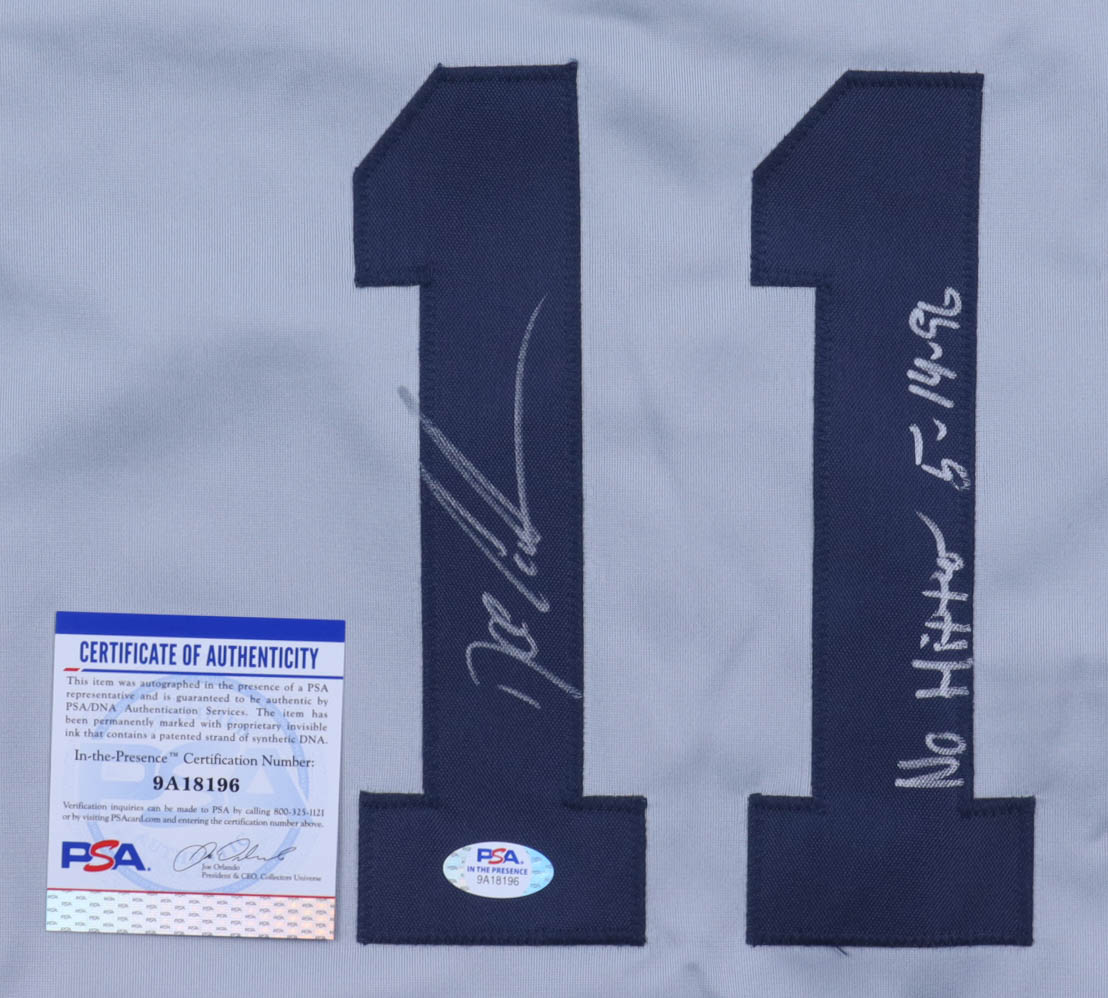 11
No Hitter 5-14-96
CERTIFICATE OF AUTHENTICITY
This item was autographed in the presence of a PSA
representative and is guaranteed to be authentic by
PSA/DNA Authentication Services. The item has
been permanently marked with proprietary invisible
ink that contains a patented strand of synthetic DNA.
In-the-Presence™ Certification Number:
9A18196
Verification inquiries can be made to PSA by calling 800-325-1121
or by visiting PSAcard.com and entering the certification number above.
PSA.
Joe Orlando
President & CEO, Collectors Universe
PSA.
IN THE PRESENCE
9A18196